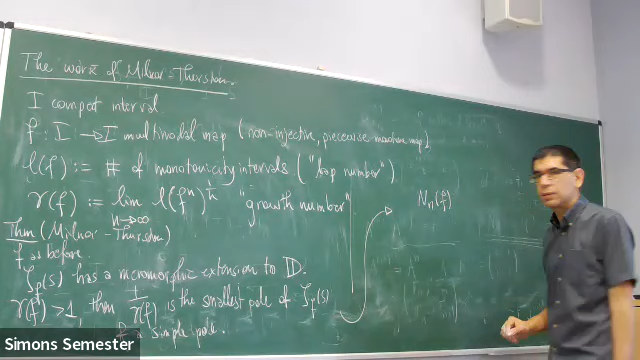 The work of Milnor-Thurston.
I compact interval.
f : I → I multimodal map (non-injective, piecewise-monotone map)
l(f) := # of monotonicity intervals ("lap number")
γ(f) := lim l(fⁿ)^(1/n) "growth number"
n→∞
Thm (Milnor-Thurston)
f as before.
ζ_f(s) has a meromorphic extension to D.
γ(f) > 1, then 1/γ(f) is the smallest pole of ζ_f(s)
simple pole.
N_n(f)
Simons Semester